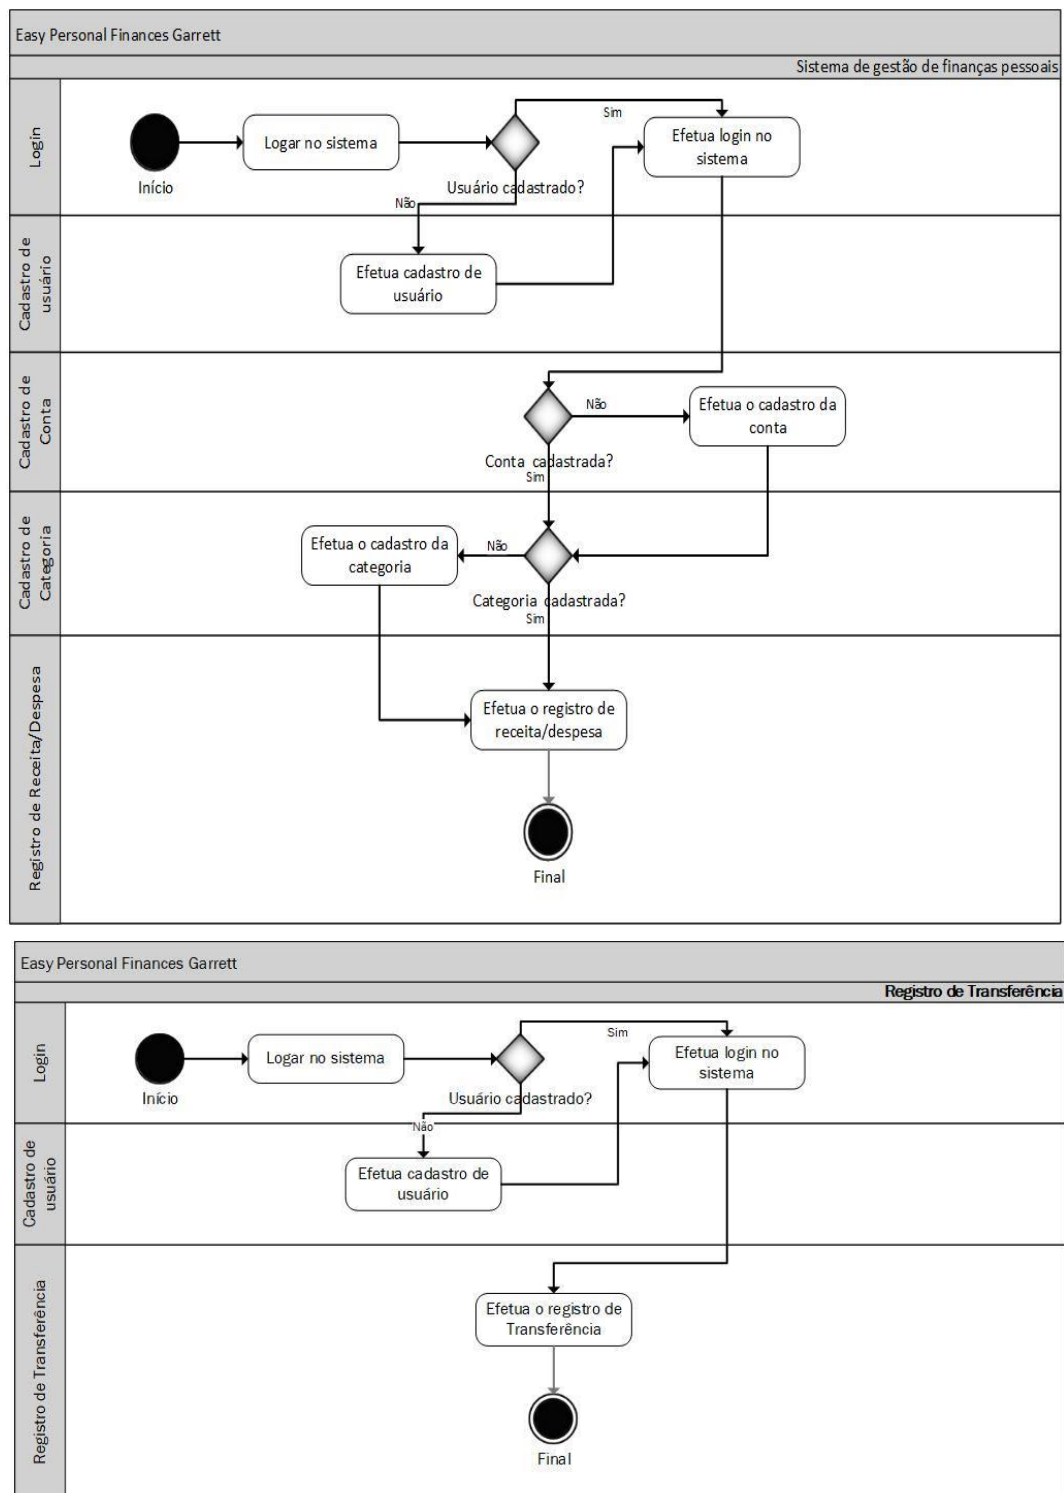 Easy Personal Finances Garrett
Sistema de gestão de finanças pessoais
Login
Início
Logar no sistema
Usuário cadastrado?
Sim
Não
Efetua login no
sistema
Cadastro de
usuário
Efetua cadastro de
usuário
Cadastro de
Conta
Conta cadastrada?
Não
Sim
Efetua o cadastro da
conta
Cadastro de
Categoria
Efetua o cadastro da
categoria
Não
Categoria cadastrada?
Sim
Registro de Receita/Despesa
Efetua o registro de
receita/despesa
Final
Easy Personal Finances Garrett
Registro de Transferência
Login
Início
Logar no sistema
Usuário cadastrado?
Sim
Não
Efetua login no
sistema
Cadastro de
usuário
Efetua cadastro de
usuário
Registro de Transferência
Efetua o registro de
Transferência
Final